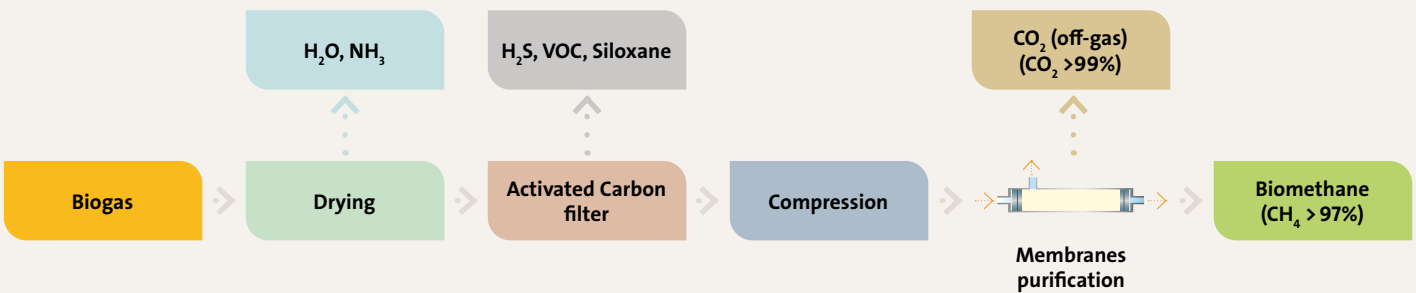 H₂O, NH₃
H₂S, VOC, Siloxane
CO₂ (off-gas)
(CO₂ >99%)
Biogas
Drying
Activated Carbon
filter
Compression
Biomethane
(CH₄ > 97%)
Membranes
purification